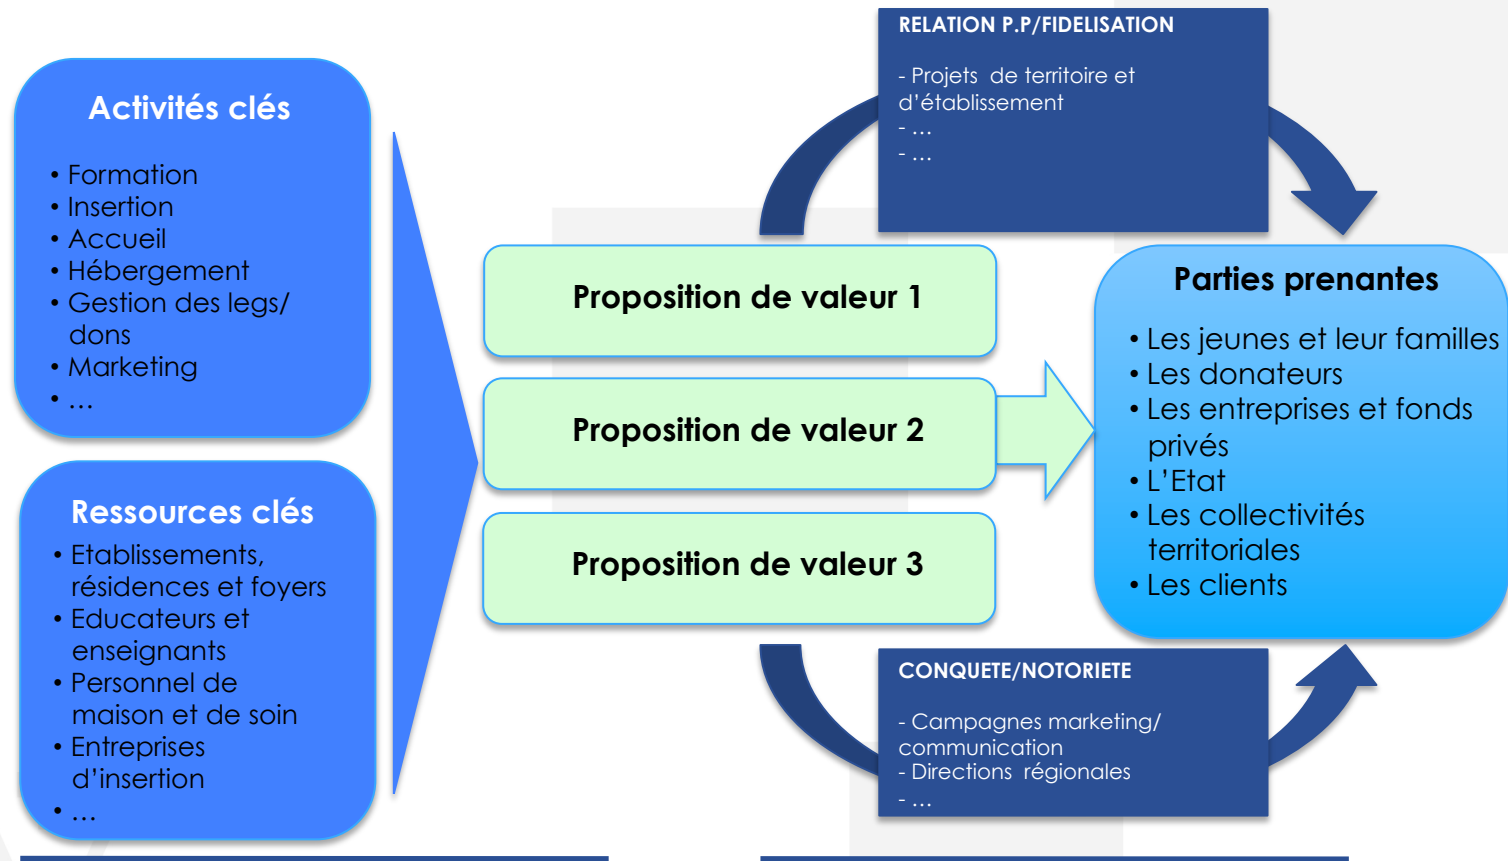 Activités clés
• Formation
• Insertion
• Accueil
• Hébergement
• Gestion des legs/
dons
• Marketing
• ...
Ressources clés
• Etablissements,
résidences et foyers
• Educateurs et
enseignants
• Personnel de
maison et de soin
• Entreprises
d'insertion
• ...
Proposition de valeur 1
Proposition de valeur 2
Proposition de valeur 3
RELATION P.P/FIDELISATION
- Projets de territoire et
d'établissement
- ...
- ...
CONQUETE/NOTORIETE
- Campagnes marketing/
communication
- Directions régionales
- ...
Parties prenantes
• Les jeunes et leur familles
• Les donateurs
• Les entreprises et fonds
privés
• L'Etat
• Les collectivités
territoriales
• Les clients